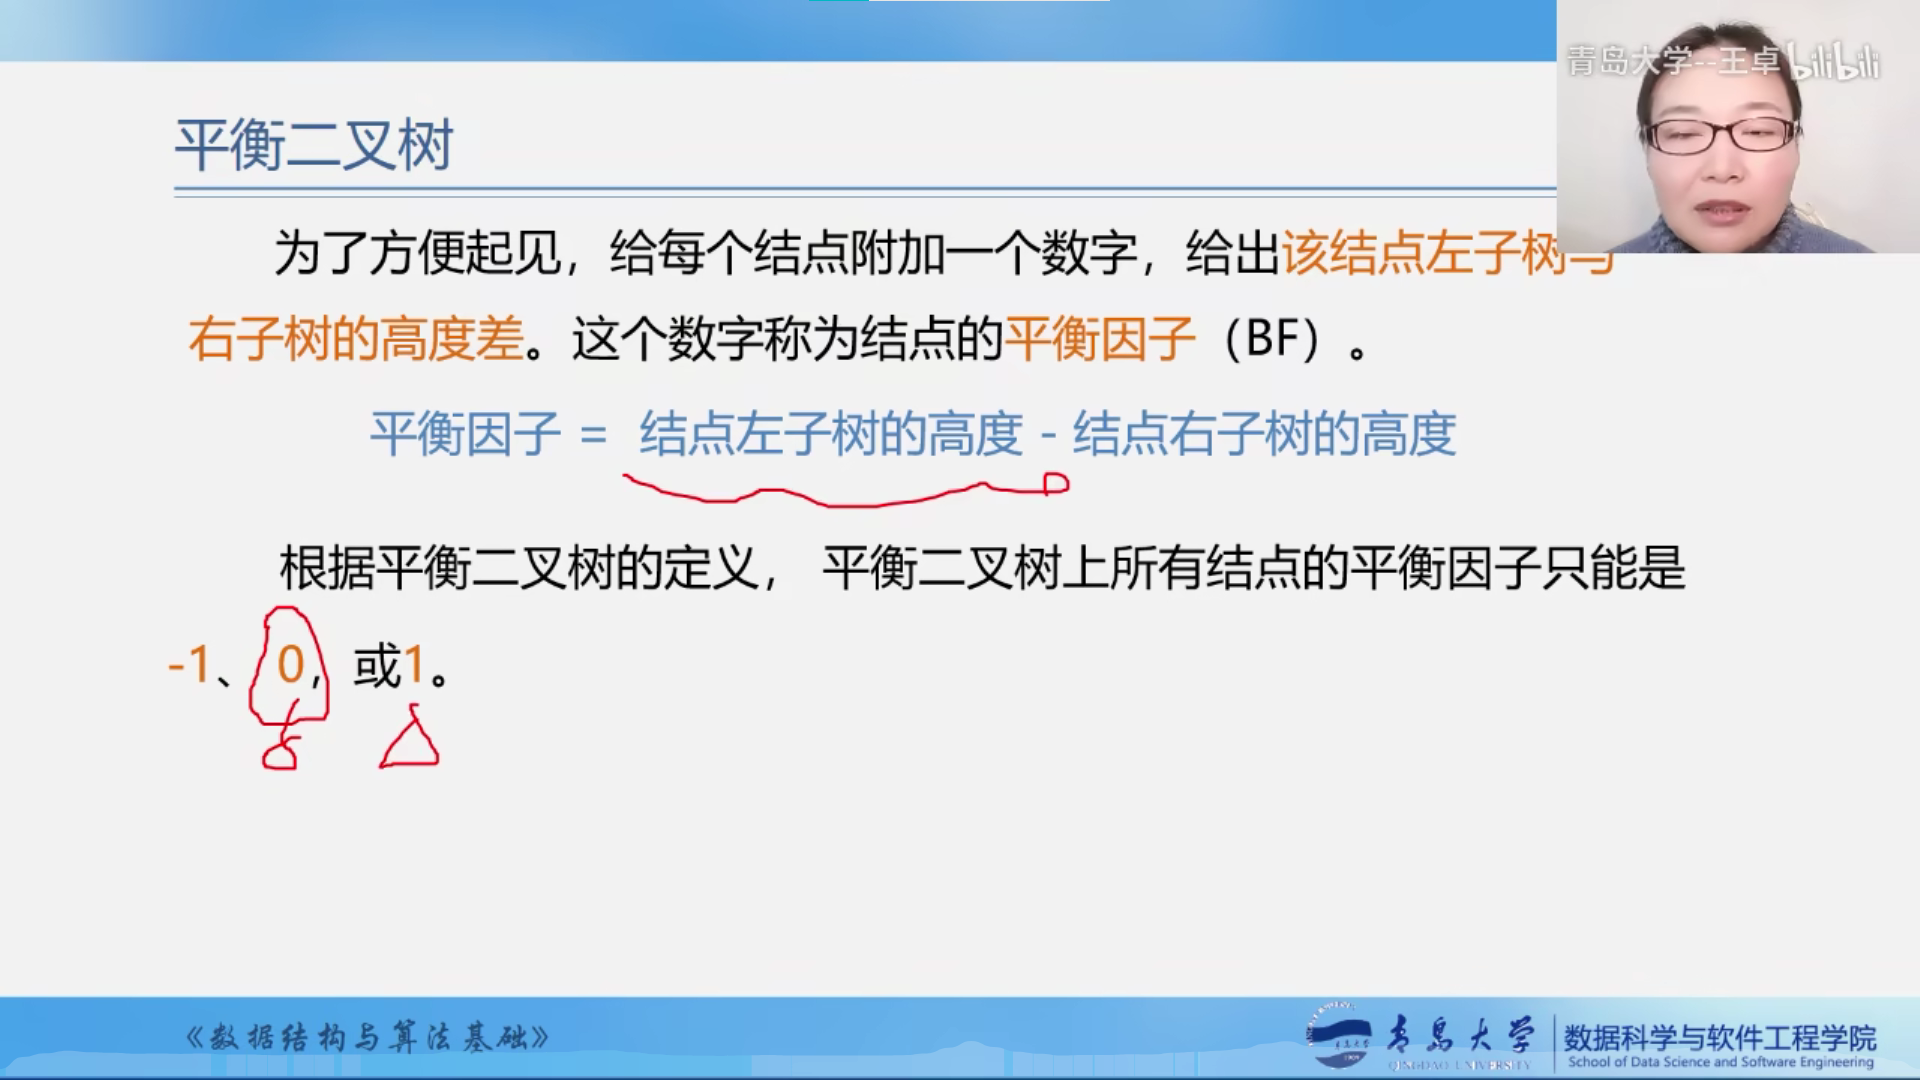 青岛大学--王卓 bilibili
平衡二叉树
为了方便起见，给每个结点附加一个数字，给出该结点左子树与
右子树的高度差。这个数字称为结点的平衡因子（BF）。
平衡因子 = 结点左子树的高度 - 结点右子树的高度
根据平衡二叉树的定义， 平衡二叉树上所有结点的平衡因子只能是
-1、0，或1。
《数据结构与算法基础》
青岛大学
QINGDAO UNIVERSITY
数据科学与软件工程学院
School of Data Science and Software Engineering